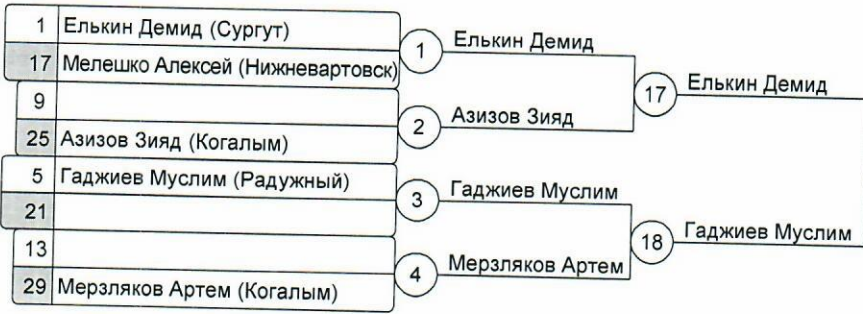 1 Елькин Демид (Сургут)
17 Мелешко Алексей (Нижневартовск)
1 Елькин Демид
9
25 Азизов Зияд (Когалым)
2 Азизов Зияд
17 Елькин Демид
5 Гаджиев Муслим (Радужный)
21
3 Гаджиев Муслим
13
29 Мерзляков Артем (Когалым)
4 Мерзляков Артем
18 Гаджиев Муслим